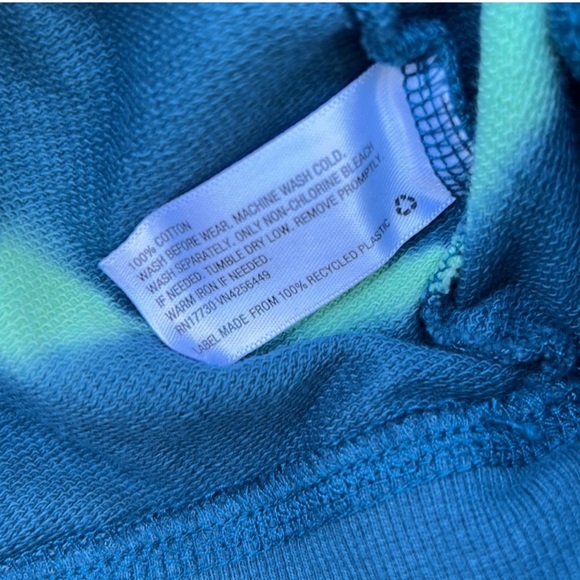 100% COTTON
WASH BEFORE WEAR. MACHINE WASH COLD.
WASH SEPARATELY. ONLY NON-CHLORINE BLEACH
IF NEEDED. TUMBLE DRY LOW. REMOVE PROMPTLY.
WARM IRON IF NEEDED.
RN17730 VN4256449
LABEL MADE FROM 100% RECYCLED PLASTIC